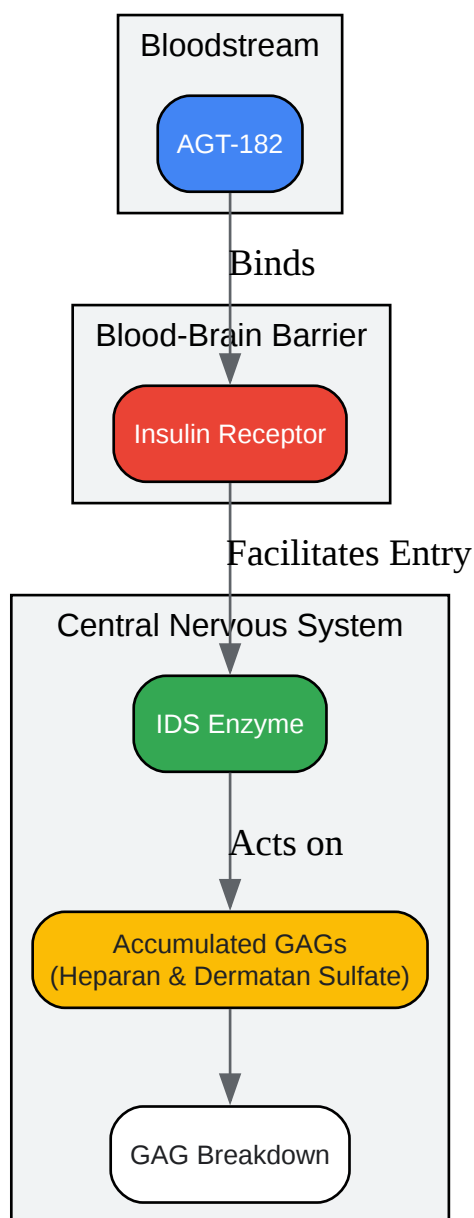 Bloodstream
AGT-182
Binds
Blood-Brain Barrier
Insulin Receptor
Facilitates Entry
Central Nervous System
IDS Enzyme
Acts on
Accumulated GAGs
(Heparan & Dermatan Sulfate)
GAG Breakdown